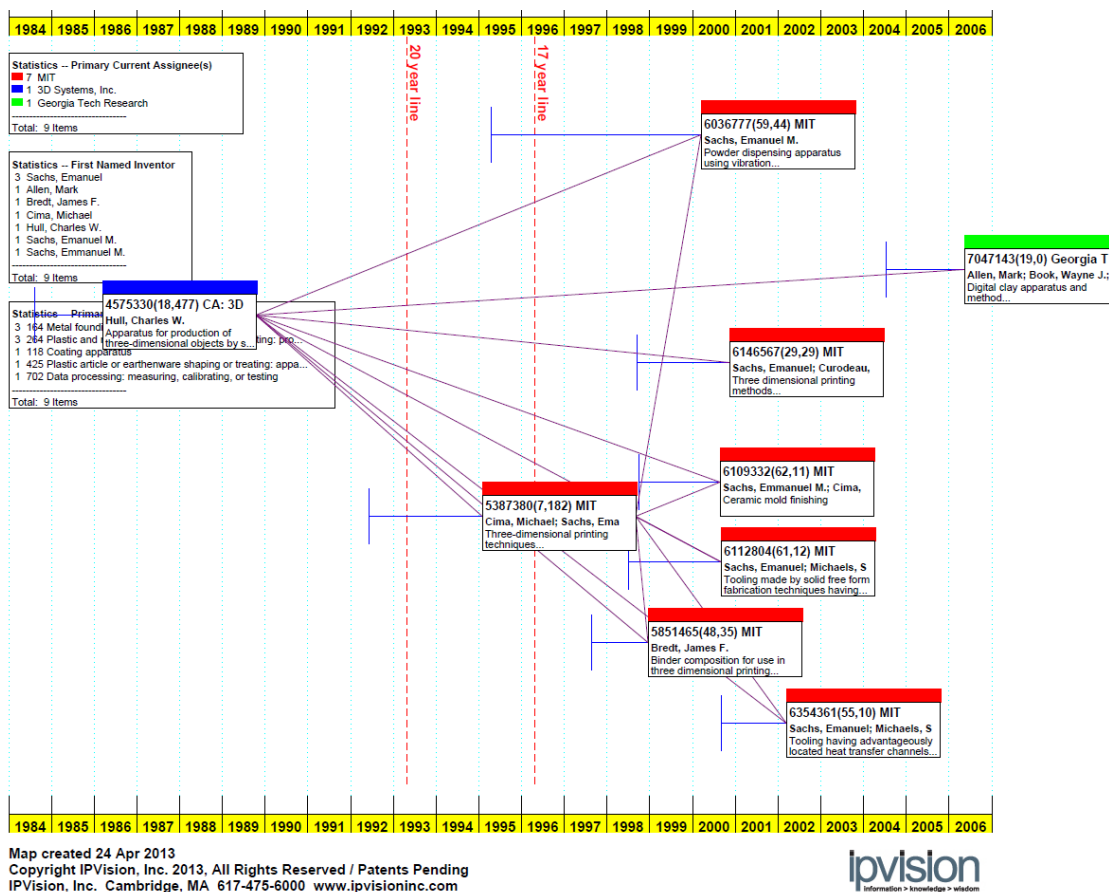 1984 1985 1986 1987 1988 1989 1990 1991 1992 1993 1994 1995 1996 1997 1998 1999 2000 2001 2002 2003 2004 2005 2006
20 year line
17 year line
Statistics -- Primary Current Assignee(s)
7 MIT
1 3D Systems, Inc.
1 Georgia Tech Research
---------------------------------
Total: 9 Items
Statistics -- First Named Inventor
3 Sachs, Emanuel
1 Allen, Mark
1 Bredt, James F.
1 Cima, Michael
1 Hull, Charles W.
1 Sachs, Emanuel M.
1 Sachs, Emmanuel M.
---------------------------------
Total: 9 Items
Statistics -- Prima
3 164 Metal foundi
3 264 Plastic and ting: pro...
1 118 Coating apparatus
1 425 Plastic article or earthenware shaping or treating: appa...
1 702 Data processing: measuring, calibrating, or testing
---------------------------------
Total: 9 Items
4575330(18,477) CA: 3D
Hull, Charles W.
Apparatus for production of
three-dimensional objects by s...
6036777(59,44) MIT
Sachs, Emanuel M.
Powder dispensing apparatus
using vibration...
7047143(19,0) Georgia T
Allen, Mark; Book, Wayne J.;
Digital clay apparatus and
method...
6146567(29,29) MIT
Sachs, Emanuel; Curodeau,
Three dimensional printing
methods...
6109332(62,11) MIT
Sachs, Emmanuel M.; Cima,
Ceramic mold finishing
5387380(7,182) MIT
Cima, Michael; Sachs, Ema
Three-dimensional printing
techniques...
6112804(61,12) MIT
Sachs, Emanuel; Michaels, S
Tooling made by solid free form
fabrication techniques having...
5851465(48,35) MIT
Bredt, James F.
Binder composition for use in
three dimensional printing...
6354361(55,10) MIT
Sachs, Emanuel; Michaels, S
Tooling having advantageously
located heat transfer channels...
1984 1985 1986 1987 1988 1989 1990 1991 1992 1993 1994 1995 1996 1997 1998 1999 2000 2001 2002 2003 2004 2005 2006
Map created 24 Apr 2013
Copyright IPVision, Inc. 2013, All Rights Reserved / Patents Pending
IPVision, Inc. Cambridge, MA 617-475-6000 www.ipvisioninc.com
ipvision
Information > knowledge > wisdom